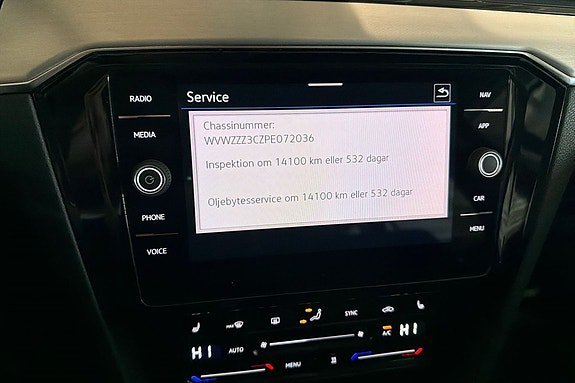 RADIO
MEDIA
PHONE
VOICE
Service
Chassinummer:
WVWZZZ3CZPE072036
Inspektion om 14100 km eller 532 dagar
Oljebytesservice om 14100 km eller 532 dagar
NAV
APP
CAR
MENU
MAX
SYNC
HI
AUTO
MENU
A/C
HI